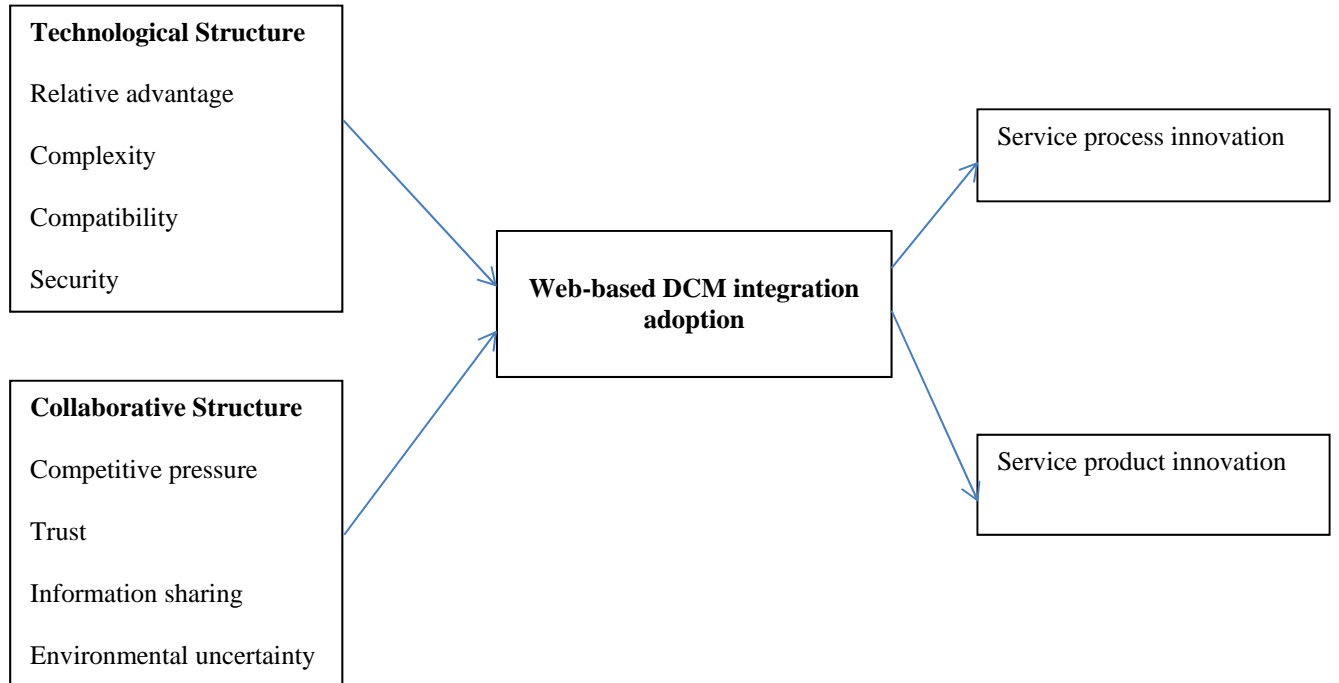 Technological Structure
Relative advantage
Complexity
Compatibility
Security
Collaborative Structure
Competitive pressure
Trust
Information sharing
Environmental uncertainty
Web-based DCM integration
adoption
Service process innovation
Service product innovation